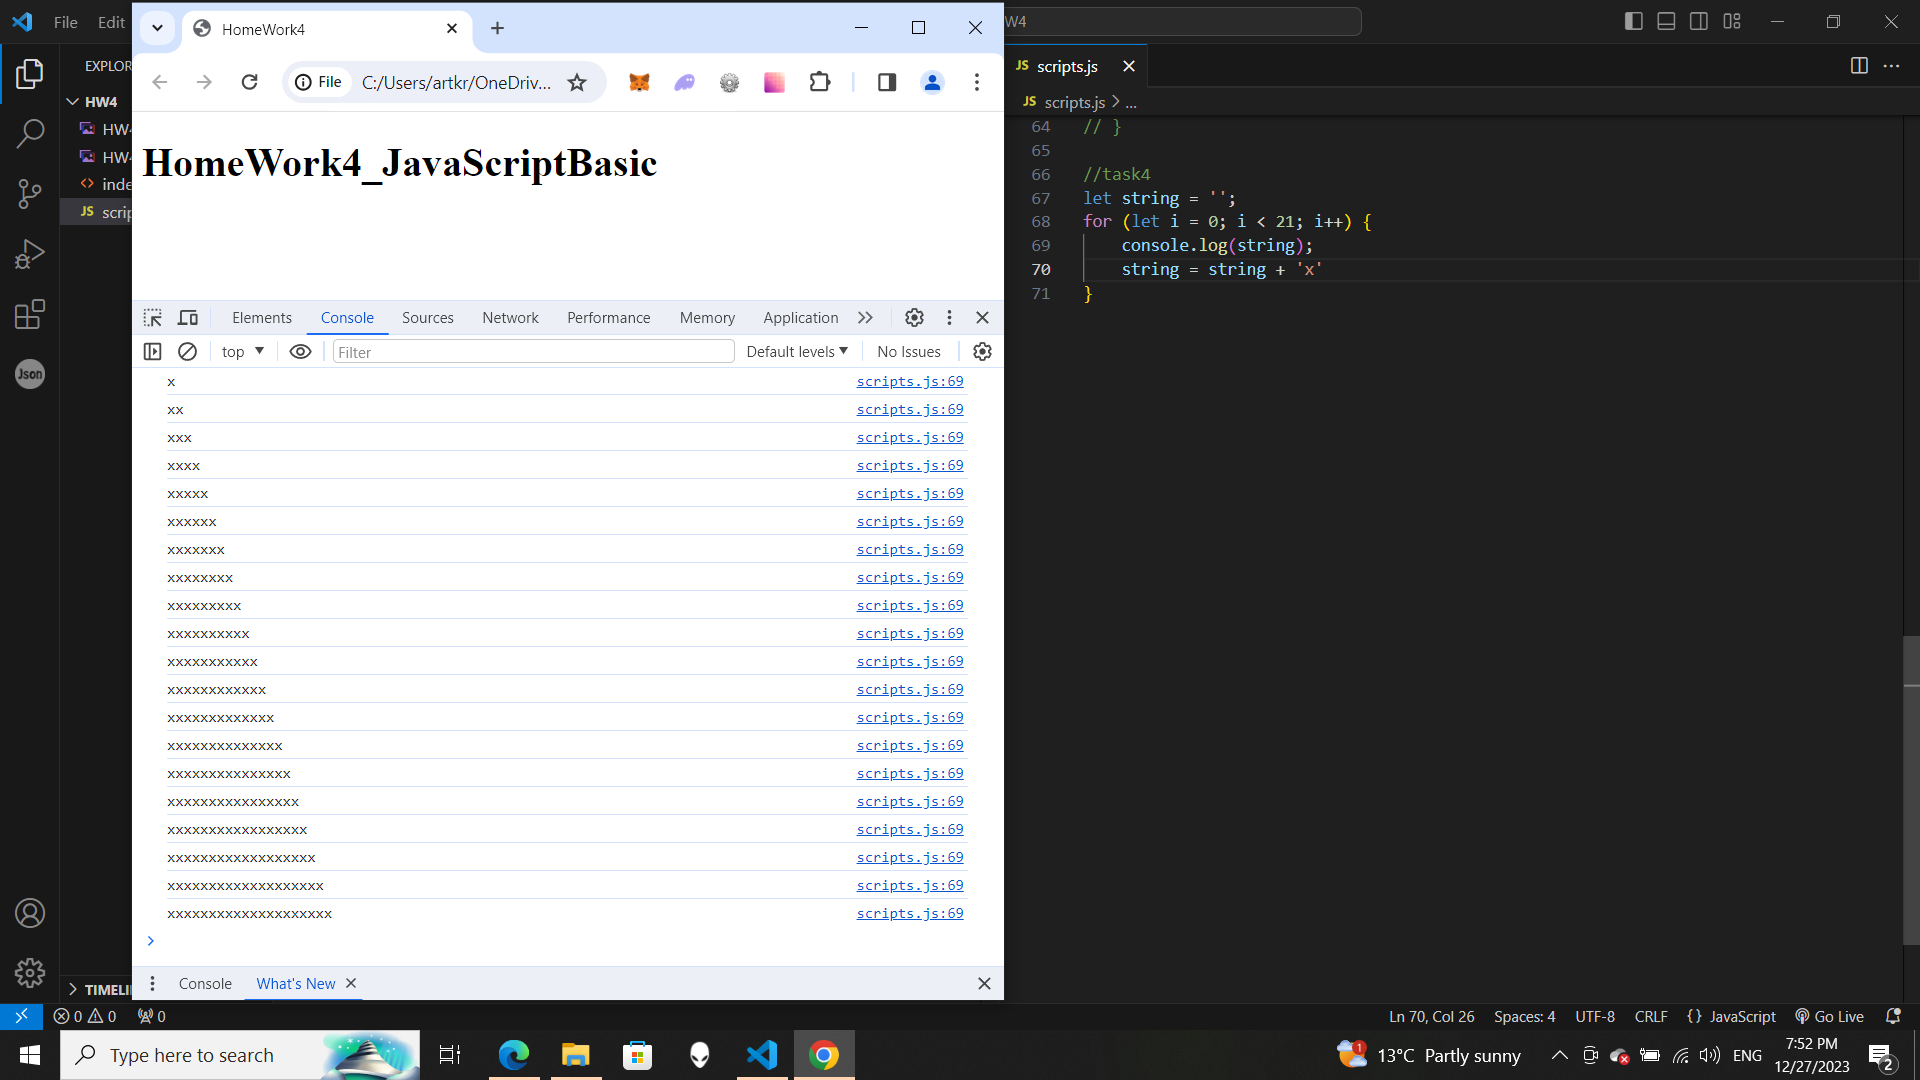 File Edit
W4
HomeWork4
File C:/Users/artkr/OneDriv...
HomeWork4_JavaScriptBasic
EXPLOR
HW4
HW4
HW4
inde
scrip
TIMELI
Json
Elements Console Sources Network Performance Memory Application
top Filter Default levels No Issues
x scripts.js:69
xx scripts.js:69
xxx scripts.js:69
xxxx scripts.js:69
xxxxx scripts.js:69
xxxxxx scripts.js:69
xxxxxxx scripts.js:69
xxxxxxxx scripts.js:69
xxxxxxxxx scripts.js:69
xxxxxxxxxx scripts.js:69
xxxxxxxxxxx scripts.js:69
xxxxxxxxxxxx scripts.js:69
xxxxxxxxxxxxx scripts.js:69
xxxxxxxxxxxxxx scripts.js:69
xxxxxxxxxxxxxxx scripts.js:69
xxxxxxxxxxxxxxxx scripts.js:69
xxxxxxxxxxxxxxxxx scripts.js:69
xxxxxxxxxxxxxxxxxx scripts.js:69
xxxxxxxxxxxxxxxxxxx scripts.js:69
xxxxxxxxxxxxxxxxxxxx scripts.js:69
Console What's New
JS scripts.js
JS scripts.js > ...
64 // }
65
66 //task4
67 let string = '';
68 for (let i = 0; i < 21; i++) {
69 console.log(string);
70 string = string + 'x'
71 }
0 0 0 Ln 70, Col 26 Spaces: 4 UTF-8 CRLF {} JavaScript Go Live
Type here to search 1 13°C Partly sunny ENG 7:52 PM
12/27/2023 2